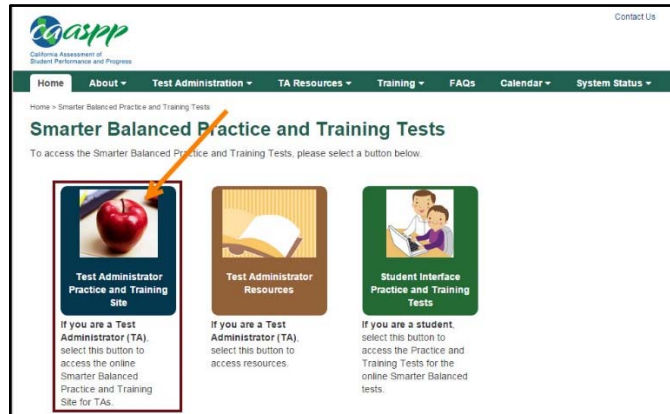 Contact Us
caaspp
California Assessment of
Student Performance and Progress
Home About Test Administration TA Resources Training FAQs Calendar System Status
Home > Smarter Balanced Practice and Training Tests
Smarter Balanced Practice and Training Tests
To access the Smarter Balanced Practice and Training Tests, please select a button below.
Test Administrator
Practice and Training
Site
If you are a Test
Administrator (TA),
select this button to
access the online
Smarter Balanced
Practice and Training
Site for TAs.
Test Administrator
Resources
If you are a Test
Administrator (TA),
select this button to
access resources.
Student Interface
Practice and Training
Tests
If you are a student,
select this button to
access the Practice and
Training Tests for the
online Smarter Balanced
tests.